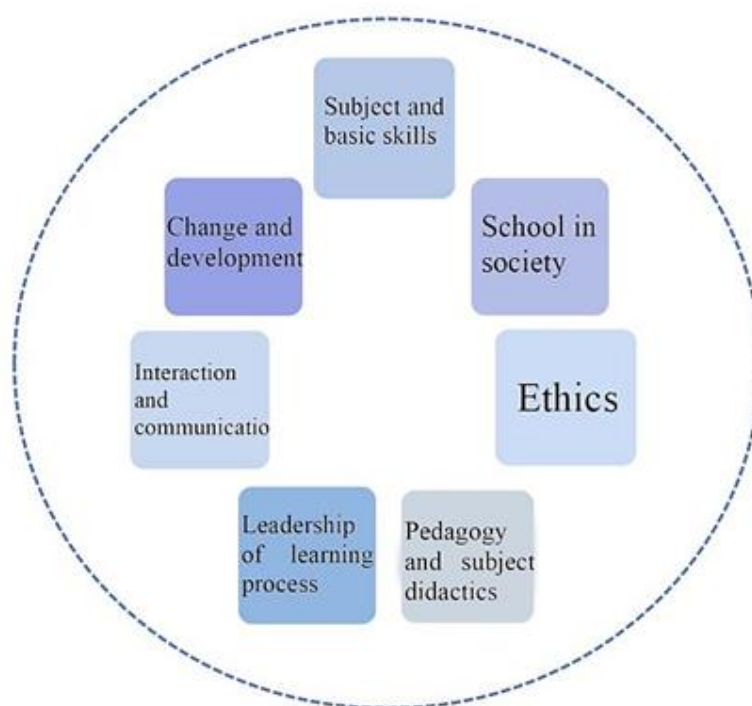 Subject and
basic skills
Change and
development
School in
society
Interaction
and
communicatio
Ethics
Leadership
of learning
process
Pedagogy
and subject
didactics